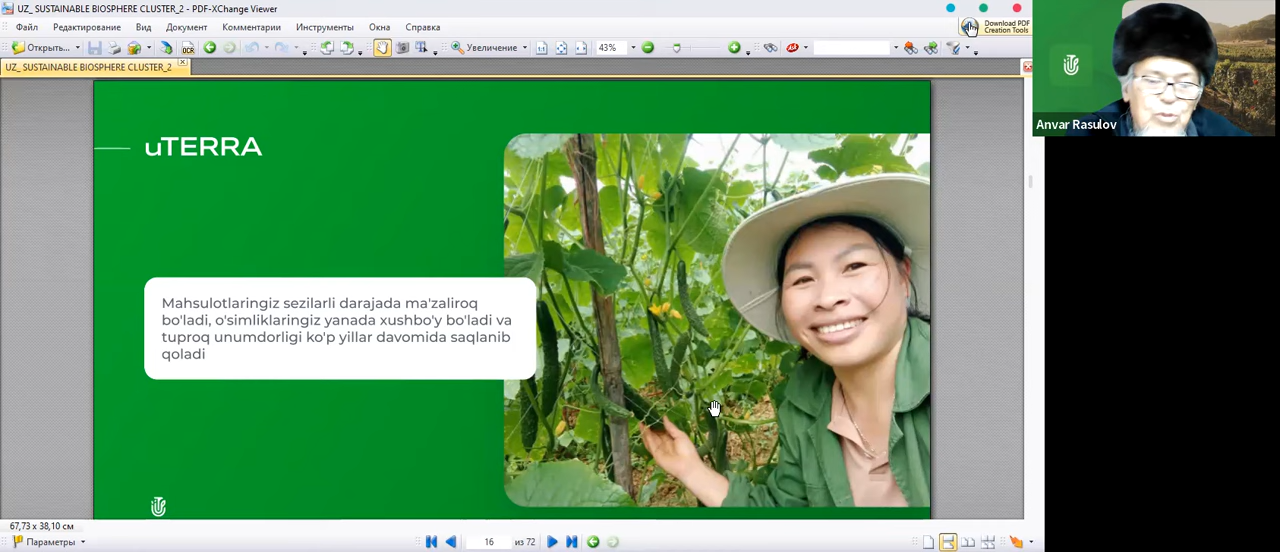 UZ_ SUSTAINABLE BIOSPHERE CLUSTER_2 - PDF-XChange Viewer
Файл Редактирование Вид Документ Комментарии Инструменты Окна Справка
Download PDF
Creation Tools
Открыть... OCR Увеличение 1:1 43%
UZ_ SUSTAINABLE BIOSPHERE CLUSTER_2
Anvar Rasulov
uTERRA
Mahsulotlaringiz sezilarli darajada ma'zaliroq
bo'ladi, o'simliklaringiz yanada xushbo'y bo'ladi va
tuproq unumdorligi ko'p yillar davomida saqlanib
qoladi
67,73 x 38,10 см
Параметры 16 из 72